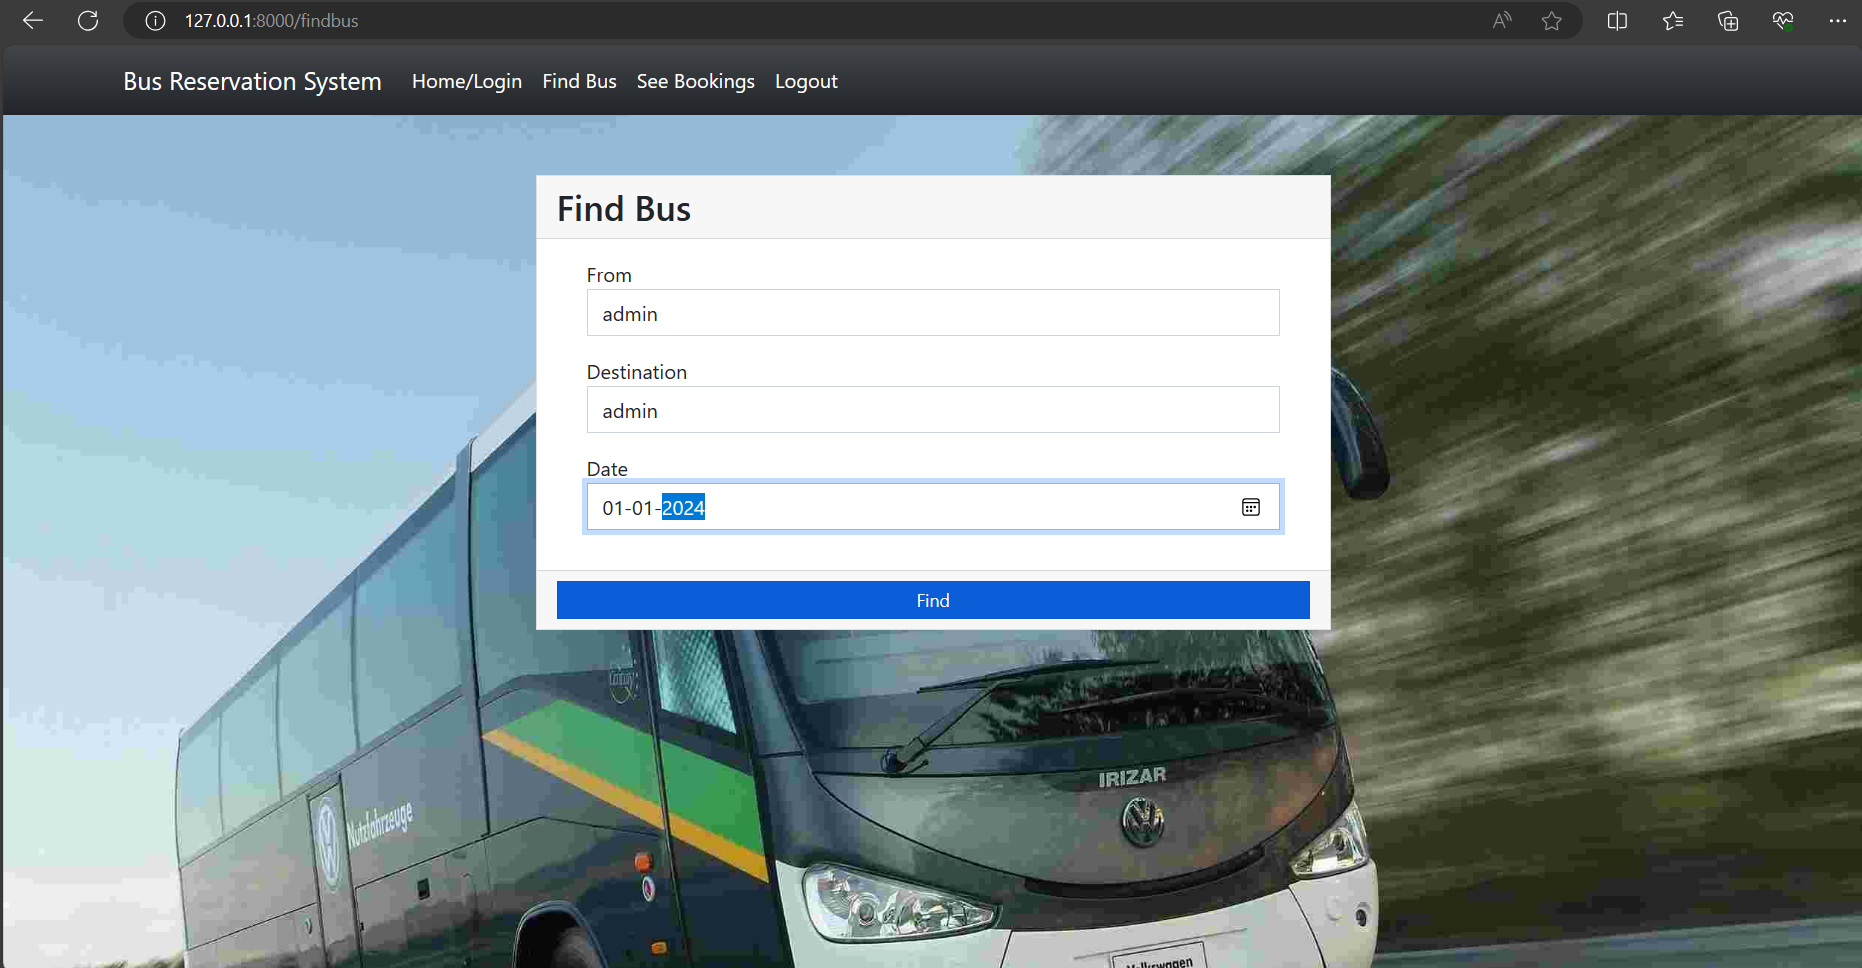 127.0.0.1:8000/findbus
Bus Reservation System Home/Login Find Bus See Bookings Logout
Find Bus
From
admin
Destination
admin
Date
01-01-2024
Find
IRIZAR
Nutzfahrzeuge
Volkswagen